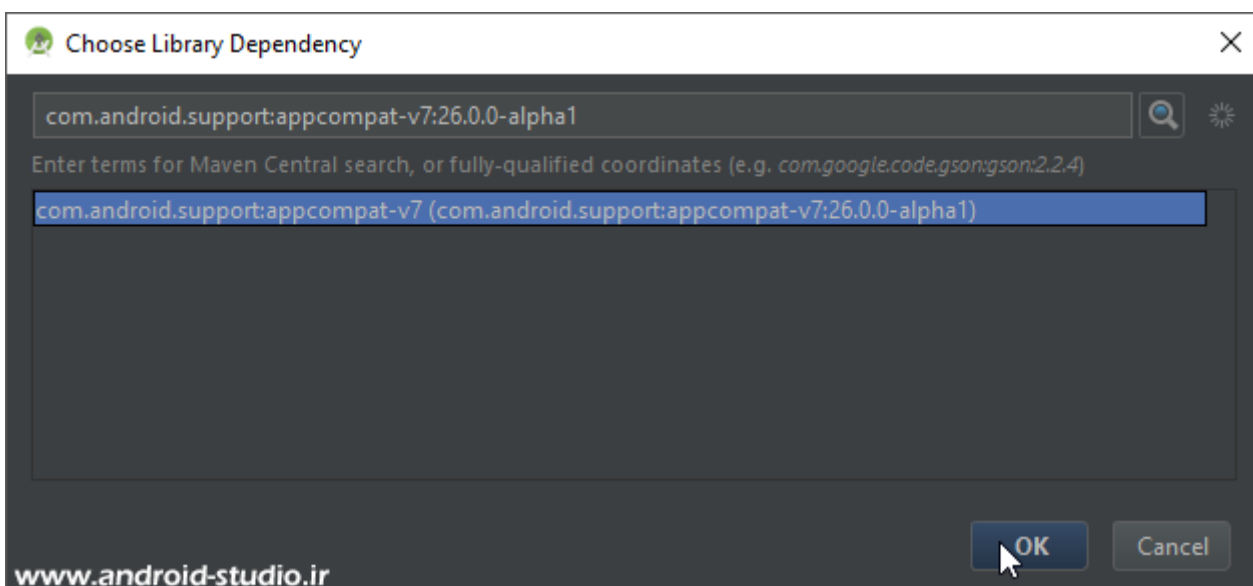 Choose Library Dependency
com.android.support:appcompat-v7:26.0.0-alpha1
Enter terms for Maven Central search, or fully-qualified coordinates (e.g. com.google.code.gson:gson:2.2.4)
com.android.support:appcompat-v7 (com.android.support:appcompat-v7:26.0.0-alpha1)
OK
Cancel
www.android-studio.ir